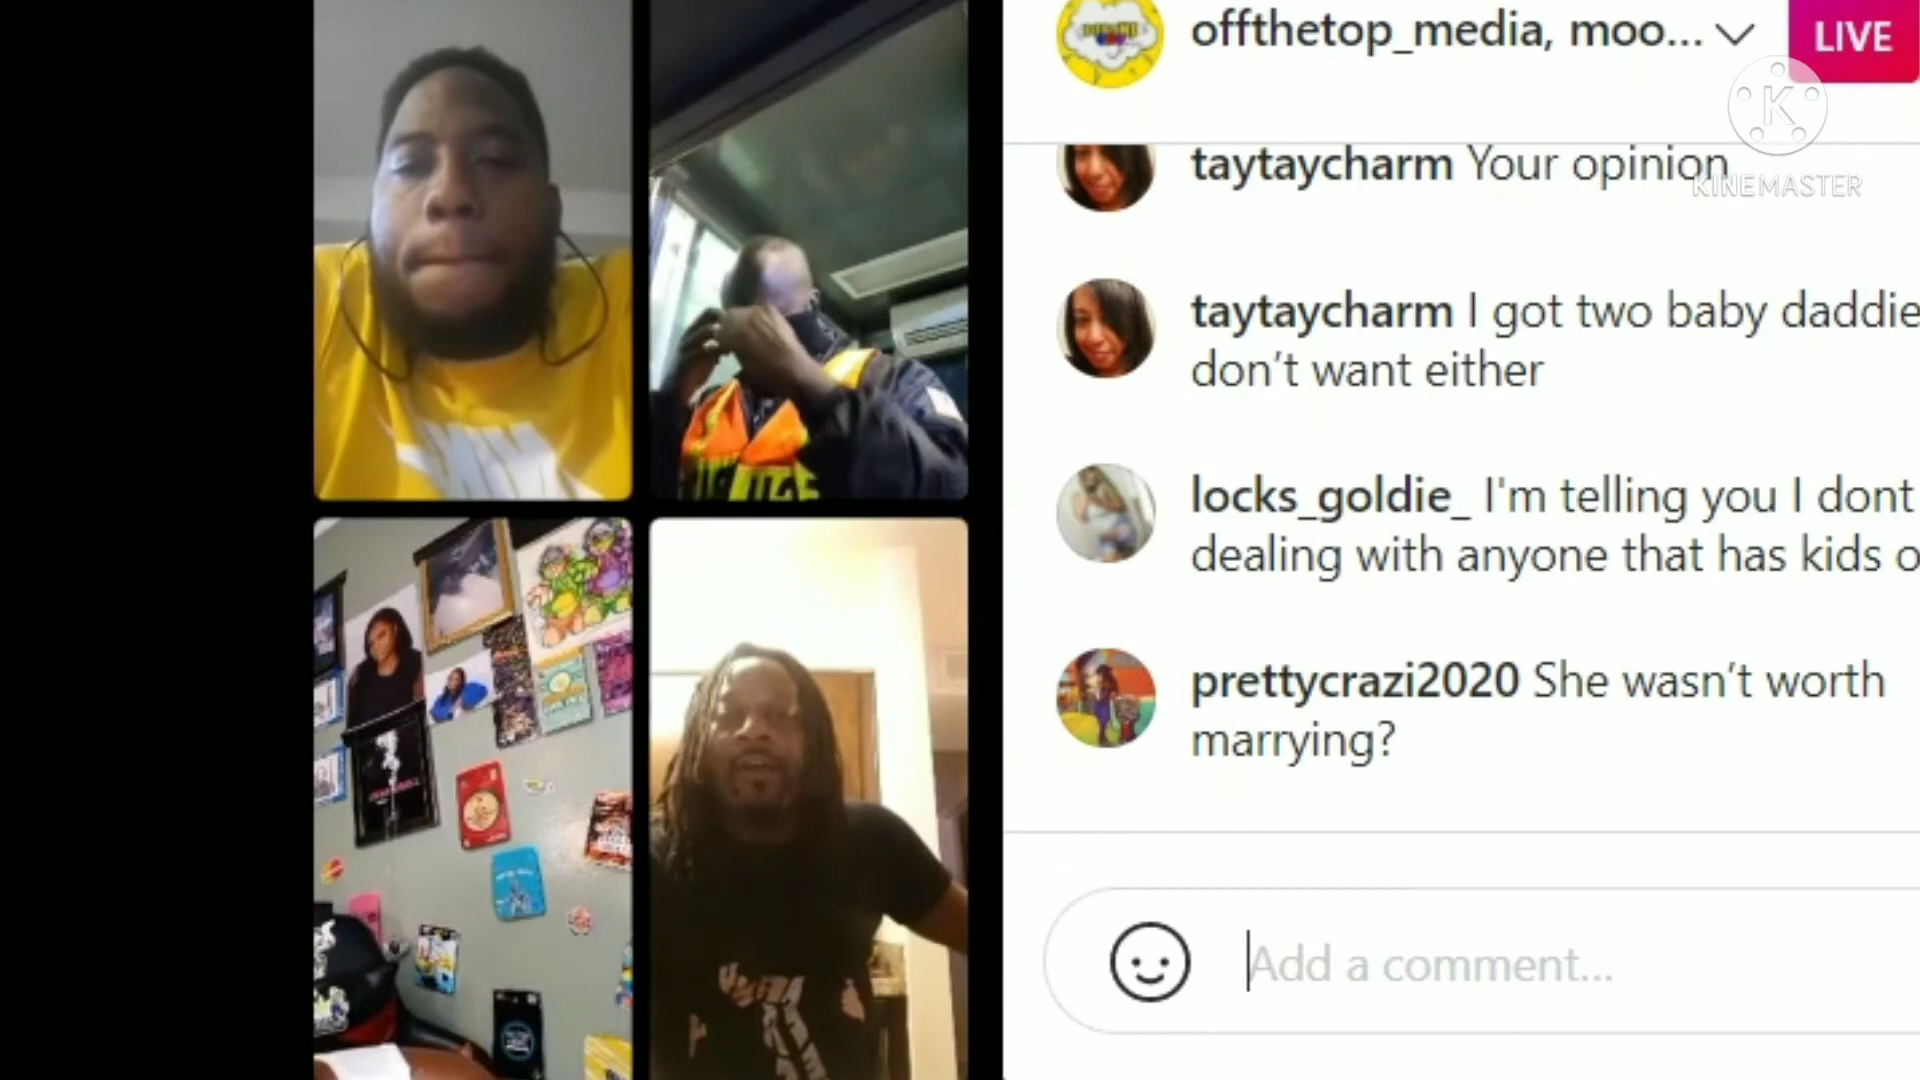 offthetop_media, moo...
LIVE
K
KINEMASTER
taytaycharm Your opinion
taytaycharm I got two baby daddie
don't want either
locks_goldie_ I'm telling you I dont
dealing with anyone that has kids o
prettycrazi2020 She wasn't worth
marrying?
Add a comment...